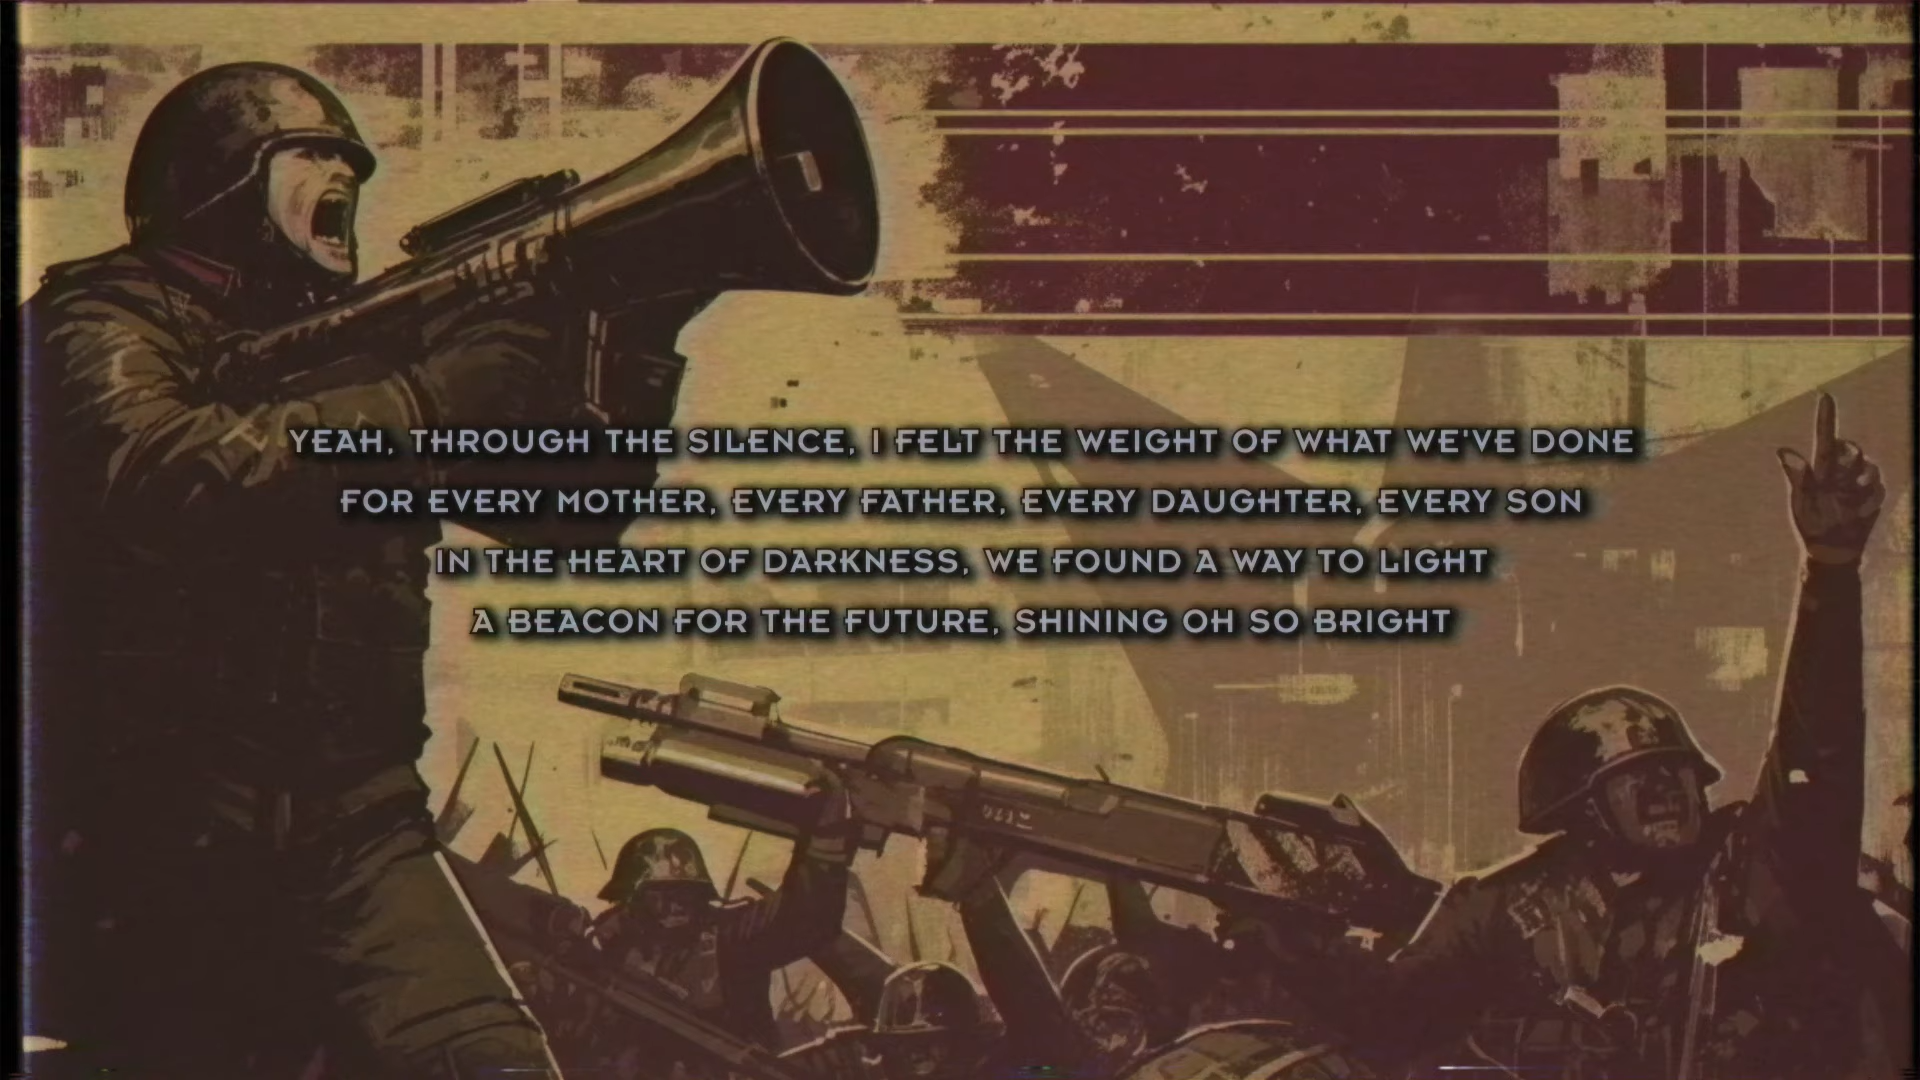 YEAH, THROUGH THE SILENCE, I FELT THE WEIGHT OF WHAT WE'VE DONE
FOR EVERY MOTHER, EVERY FATHER, EVERY DAUGHTER, EVERY SON
IN THE HEART OF DARKNESS, WE FOUND A WAY TO LIGHT
A BEACON FOR THE FUTURE, SHINING OH SO BRIGHT